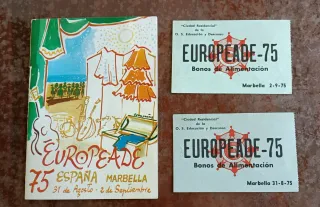 EUROPEADE
75 ESPAÑA MARBELLA
31 de Agosto - 2 de Septiembre
"Ciudad Residencial"
de la
O. S. Educación y Descanso
EUROPEADE-75
Bonos de Alimentación
Marbella 2-9-75
"Ciudad Residencial"
de la
O. S. Educación y Descanso
EUROPEADE-75
Bonos de Alimentación
Marbella 31-8-75